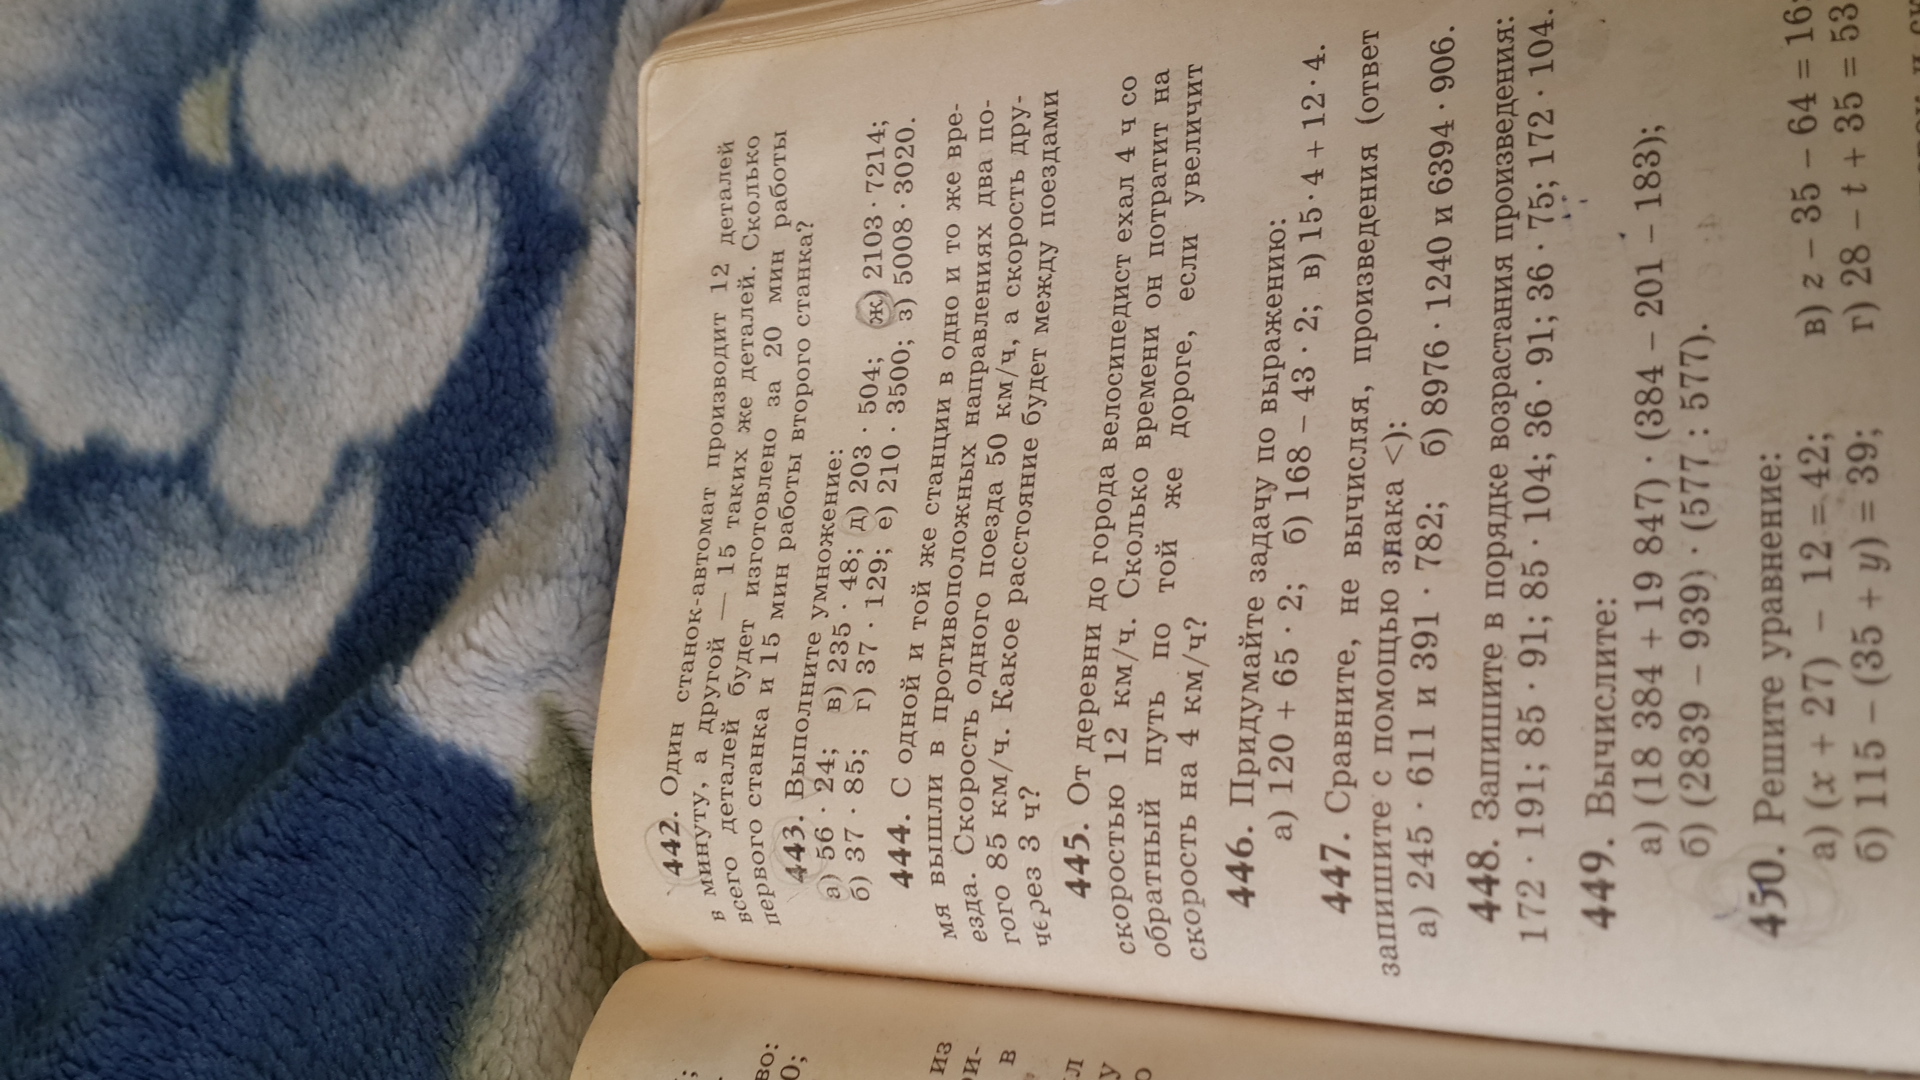 442. Один станок-автомат производит 12 деталей
в минуту, а другой — 15 таких же деталей. Сколько
всего деталей будет изготовлено за 20 мин работы
первого станка и 15 мин работы второго станка?
443. Выполните умножение:
а) 56 · 24; в) 235 · 48; д) 203 · 504; ж) 2103 · 7214;
б) 37 · 85; г) 37 · 129; е) 210 · 3500; з) 5008 · 3020.
444. С одной и той же станции в одно и то же вре-
мя вышли в противоположных направлениях два по-
езда. Скорость одного поезда 50 км/ч, а скорость дру-
гого 85 км/ч. Какое расстояние будет между поездами
через 3 ч?
445. От деревни до города велосипедист ехал 4 ч со
скоростью 12 км/ч. Сколько времени он потратит на
обратный путь по той же дороге, если увеличит
скорость на 4 км/ч?
446. Придумайте задачу по выражению:
а) 120 + 65 · 2; б) 168 – 43 · 2; в) 15 · 4 + 12 · 4.
447. Сравните, не вычисляя, произведения (ответ
запишите с помощью знака <):
а) 245 · 611 и 391 · 782; б) 8976 · 1240 и 6394 · 906.
448. Запишите в порядке возрастания произведения:
172 · 191; 85 · 91; 85 · 104; 36 · 91; 36 · 75; 172 · 104.
449. Вычислите:
а) (18 384 + 19 847) · (384 – 201 – 183);
б) (2839 – 939) · (577 : 577).
450. Решите уравнение:
а) (x + 27) – 12 = 42; в) z – 35 – 64 = 16;
б) 115 – (35 + y) = 39; г) 28 – t + 35 = 53
во:
0;
из
ри-
в